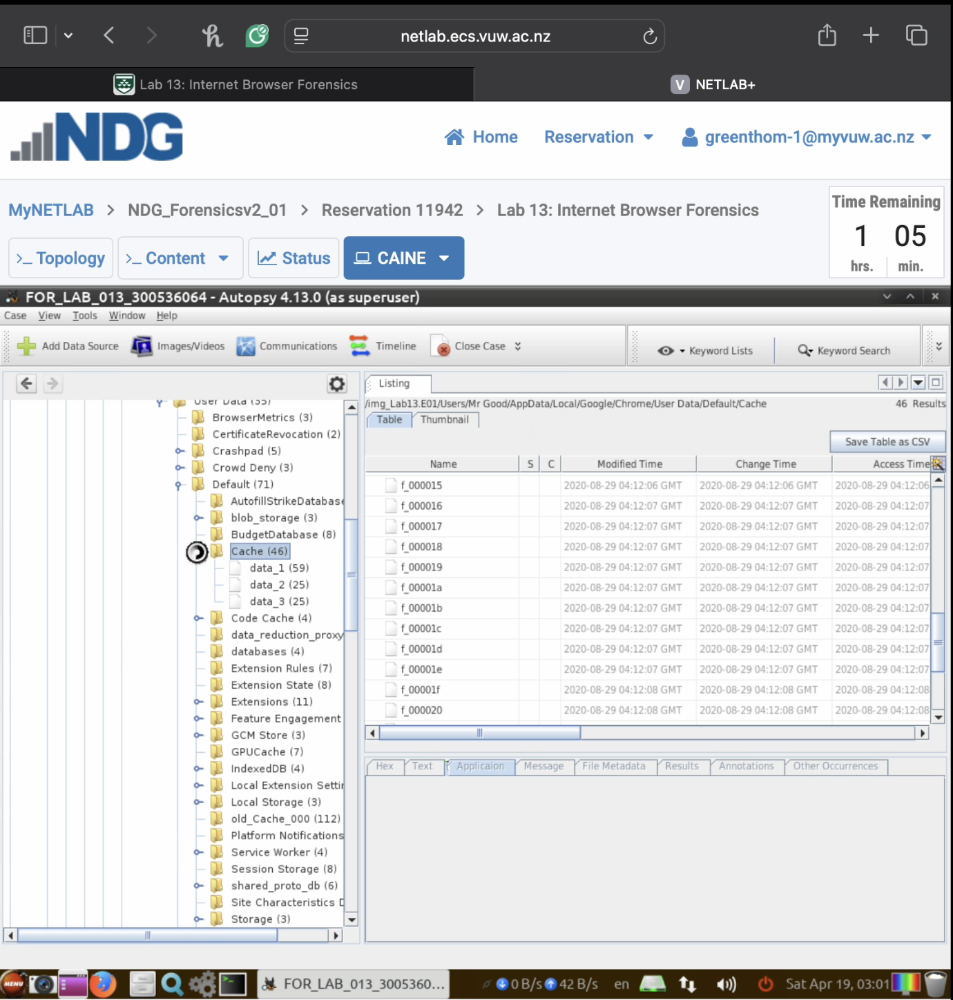 netlab.ecs.vuw.ac.nz
Lab 13: Internet Browser Forensics
V NETLAB+
NDG
Home Reservation greenthom-1@myvuw.ac.nz
MyNETLAB > NDG_Forensicsv2_01 > Reservation 11942 > Lab 13: Internet Browser Forensics
Time Remaining
1 05
hrs. min.
>_ Topology >_ Content Status CAINE
FOR_LAB_013_300536064 - Autopsy 4.13.0 (as superuser)
Case View Tools Window Help
Add Data Source Images/Videos Communications Timeline Close Case Keyword Lists Keyword Search
User Data (35)
BrowserMetrics (3)
CertificateRevocation (2)
Crashpad (5)
Crowd Deny (3)
Default (71)
AutofillStrikeDatabase
blob_storage (3)
BudgetDatabase (8)
Cache (46)
data_1 (59)
data_2 (25)
data_3 (25)
Code Cache (4)
data_reduction_proxy
databases (4)
Extension Rules (7)
Extension State (8)
Extensions (11)
Feature Engagement
GCM Store (3)
GPUCache (7)
IndexedDB (4)
Local Extension Settin
Local Storage (3)
old_Cache_000 (112)
Platform Notifications
Service Worker (4)
Session Storage (8)
shared_proto_db (6)
Site Characteristics D
Storage (3)
Listing
/img_Lab13.E01/Users/Mr Good/AppData/Local/Google/Chrome/User Data/Default/Cache 46 Results
Table Thumbnail
Save Table as CSV
Name S C Modified Time Change Time Access Time
f_000015 2020-08-29 04:12:06 GMT 2020-08-29 04:12:06 GMT 2020-08-29 04:12:06
f_000016 2020-08-29 04:12:07 GMT 2020-08-29 04:12:07 GMT 2020-08-29 04:12:07
f_000017 2020-08-29 04:12:07 GMT 2020-08-29 04:12:07 GMT 2020-08-29 04:12:07
f_000018 2020-08-29 04:12:07 GMT 2020-08-29 04:12:07 GMT 2020-08-29 04:12:07
f_000019 2020-08-29 04:12:07 GMT 2020-08-29 04:12:07 GMT 2020-08-29 04:12:07
f_00001a 2020-08-29 04:12:07 GMT 2020-08-29 04:12:07 GMT 2020-08-29 04:12:07
f_00001b 2020-08-29 04:12:07 GMT 2020-08-29 04:12:07 GMT 2020-08-29 04:12:07
f_00001c 2020-08-29 04:12:07 GMT 2020-08-29 04:12:07 GMT 2020-08-29 04:12:07
f_00001d 2020-08-29 04:12:07 GMT 2020-08-29 04:12:07 GMT 2020-08-29 04:12:07
f_00001e 2020-08-29 04:12:07 GMT 2020-08-29 04:12:07 GMT 2020-08-29 04:12:07
f_00001f 2020-08-29 04:12:08 GMT 2020-08-29 04:12:08 GMT 2020-08-29 04:12:08
f_000020 2020-08-29 04:12:08 GMT 2020-08-29 04:12:08 GMT 2020-08-29 04:12:08
Hex Text Applicaion Message File Metadata Results Annotations Other Occurrences
MENU FOR_LAB_013_3005360... 0 B/s 42 B/s en Sat Apr 19, 03:01